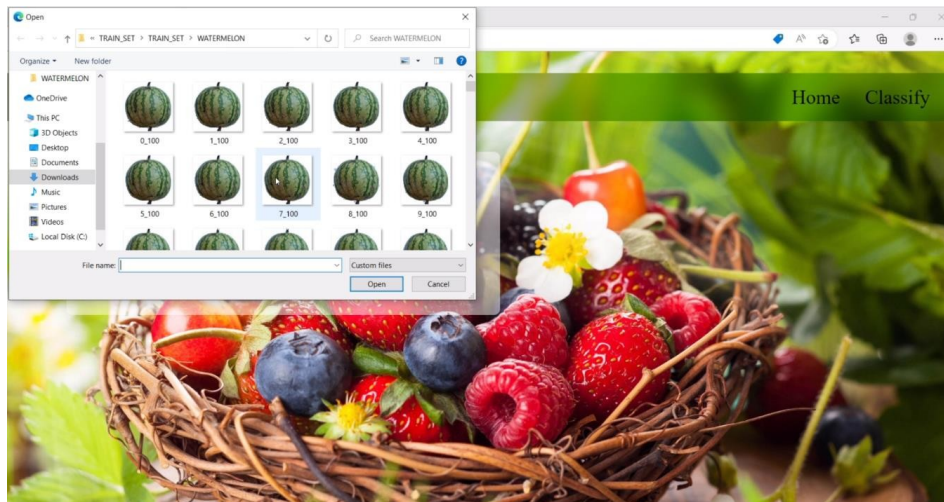 Open
« TRAIN_SET > TRAIN_SET > WATERMELON
Search WATERMELON
Organize
New folder
WATERMELON
OneDrive
This PC
3D Objects
Desktop
Documents
Downloads
Music
Pictures
Videos
Local Disk (C:)
0_100
1_100
2_100
3_100
4_100
5_100
6_100
7_100
8_100
9_100
File name:
Custom files
Open
Cancel
Home
Classify